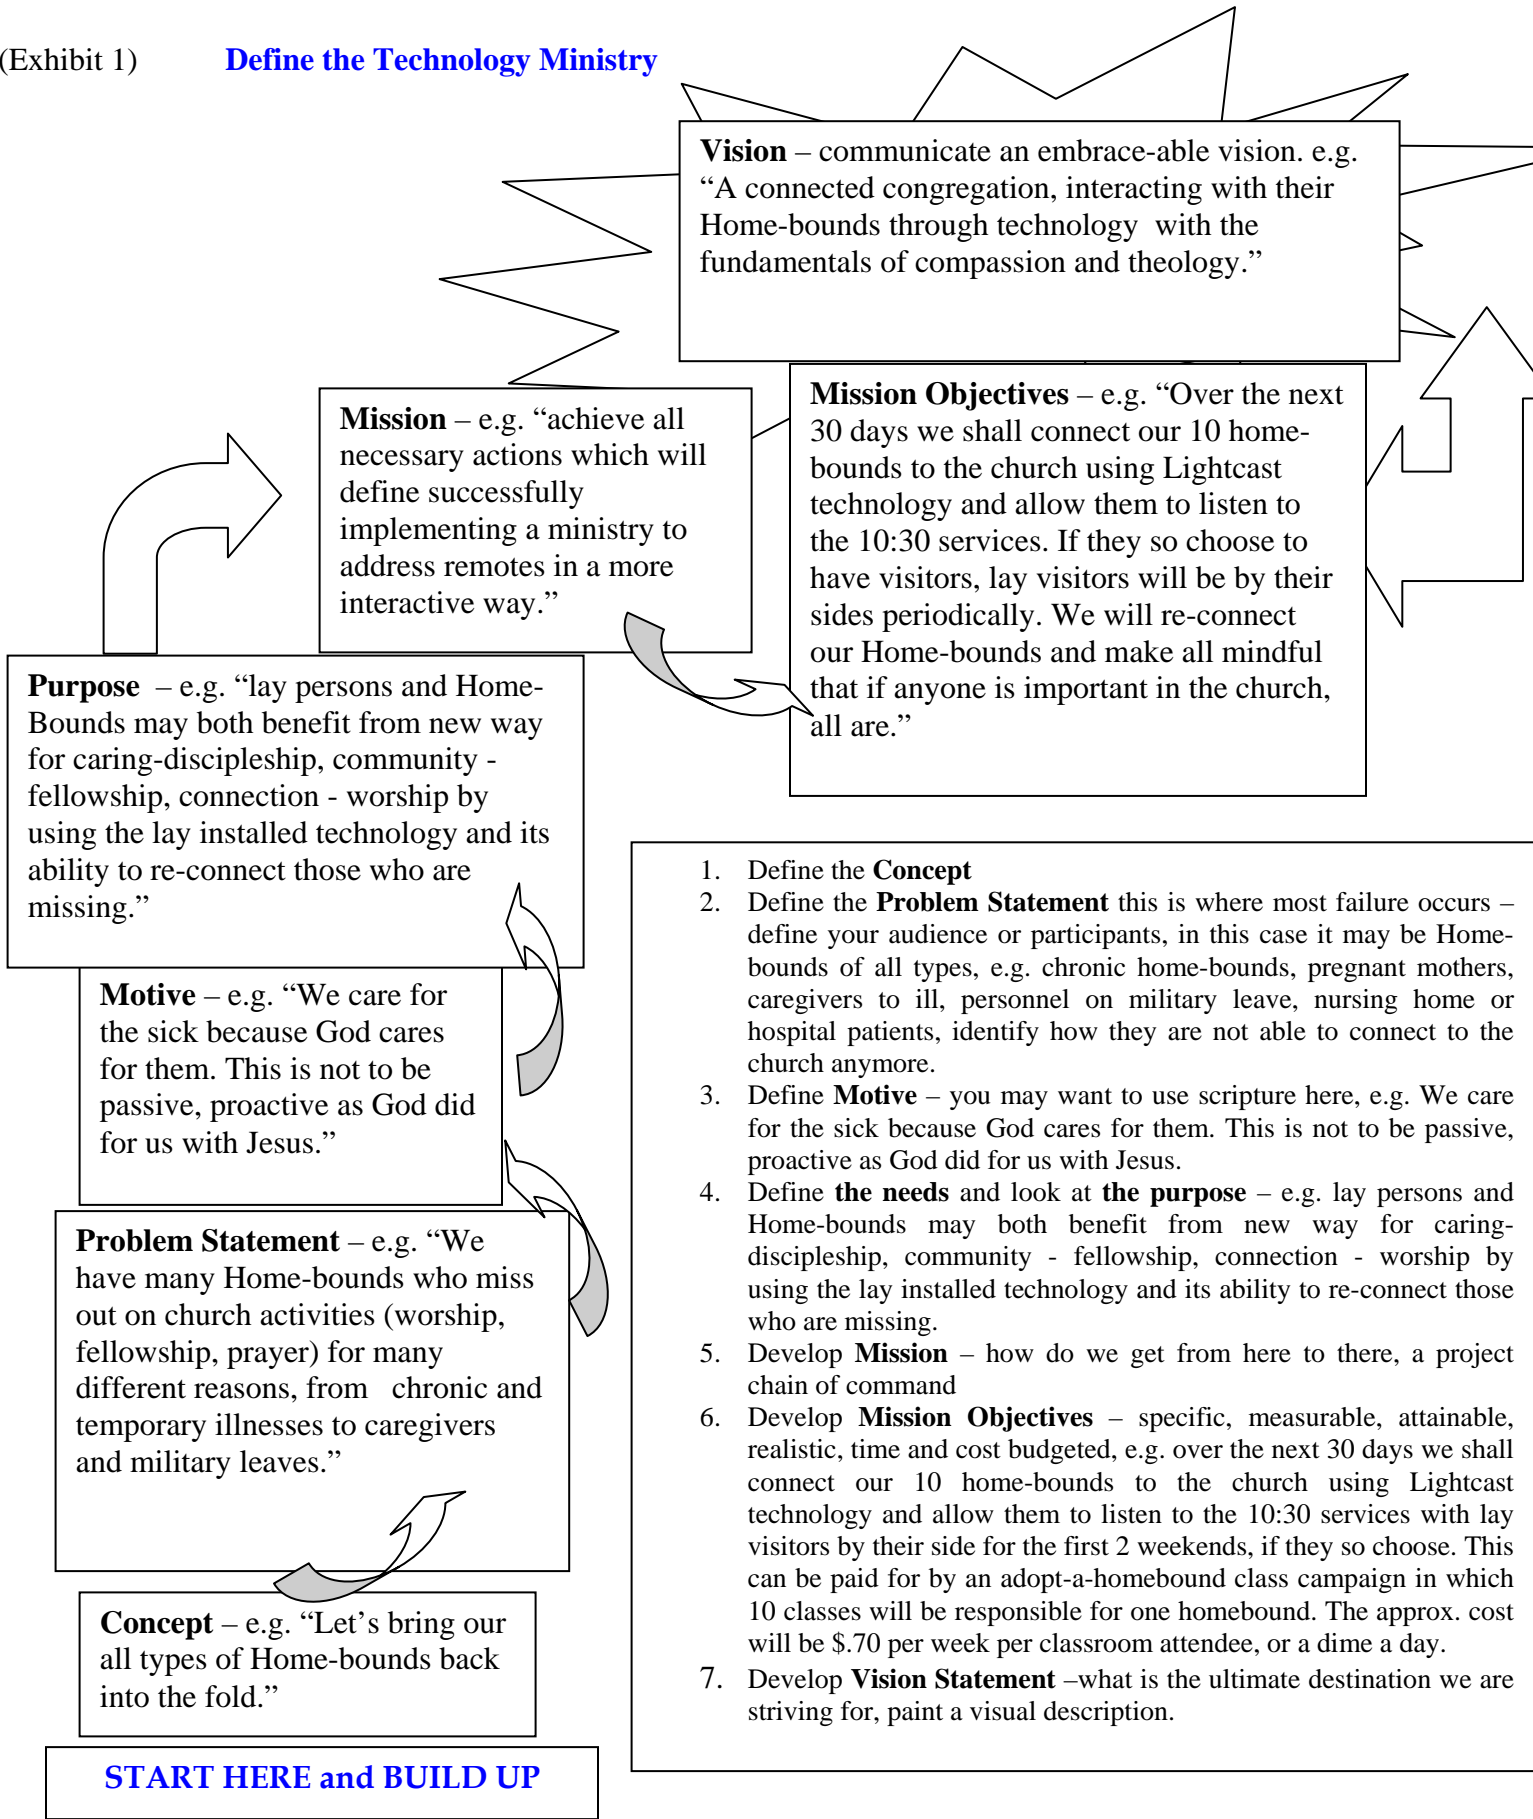 (Exhibit 1) Define the Technology Ministry
Vision – communicate an embrace-able vision. e.g.
“A connected congregation, interacting with their
Home-bounds through technology with the
fundamentals of compassion and theology.”
Mission Objectives – e.g. “Over the next
30 days we shall connect our 10 home-
bounds to the church using Lightcast
technology and allow them to listen to
the 10:30 services. If they so choose to
have visitors, lay visitors will be by their
sides periodically. We will re-connect
our Home-bounds and make all mindful
that if anyone is important in the church,
all are.”
Mission – e.g. “achieve all
necessary actions which will
define successfully
implementing a ministry to
address remotes in a more
interactive way.”
Purpose – e.g. “lay persons and Home-
Bounds may both benefit from new way
for caring-discipleship, community -
fellowship, connection - worship by
using the lay installed technology and its
ability to re-connect those who are
missing.”
Motive – e.g. “We care for
the sick because God cares
for them. This is not to be
passive, proactive as God did
for us with Jesus.”
Problem Statement – e.g. “We
have many Home-bounds who miss
out on church activities (worship,
fellowship, prayer) for many
different reasons, from chronic and
temporary illnesses to caregivers
and military leaves.”
Concept – e.g. “Let’s bring our
all types of Home-bounds back
into the fold.”
START HERE and BUILD UP
1. Define the Concept
2. Define the Problem Statement this is where most failure occurs –
define your audience or participants, in this case it may be Home-
bounds of all types, e.g. chronic home-bounds, pregnant mothers,
caregivers to ill, personnel on military leave, nursing home or
hospital patients, identify how they are not able to connect to the
church anymore.
3. Define Motive – you may want to use scripture here, e.g. We care
for the sick because God cares for them. This is not to be passive,
proactive as God did for us with Jesus.
4. Define the needs and look at the purpose – e.g. lay persons and
Home-bounds may both benefit from new way for caring-
discipleship, community - fellowship, connection - worship by
using the lay installed technology and its ability to re-connect those
who are missing.
5. Develop Mission – how do we get from here to there, a project
chain of command
6. Develop Mission Objectives – specific, measurable, attainable,
realistic, time and cost budgeted, e.g. over the next 30 days we shall
connect our 10 home-bounds to the church using Lightcast
technology and allow them to listen to the 10:30 services with lay
visitors by their side for the first 2 weekends, if they so choose. This
can be paid for by an adopt-a-homebound class campaign in which
10 classes will be responsible for one homebound. The approx. cost
will be $.70 per week per classroom attendee, or a dime a day.
7. Develop Vision Statement –what is the ultimate destination we are
striving for, paint a visual description.